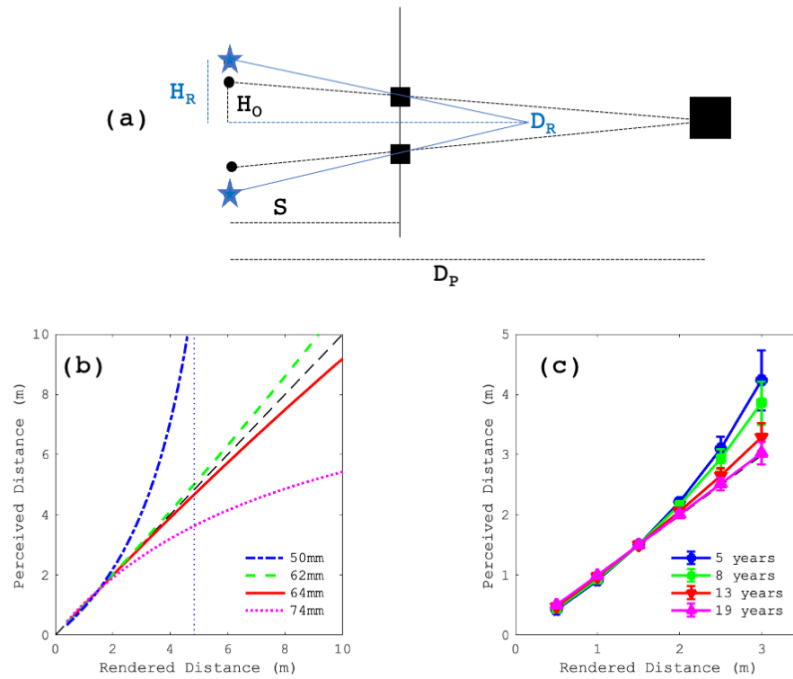 (a)
H_R
H_O
D_R
S
D_P
(b)
10
8
6
4
2
0
0 2 4 6 8 10
Perceived Distance (m)
Rendered Distance (m)
50mm
62mm
64mm
74mm
(c)
5
4
3
2
1
0
0 1 2 3
Perceived Distance (m)
Rendered Distance (m)
5 years
8 years
13 years
19 years